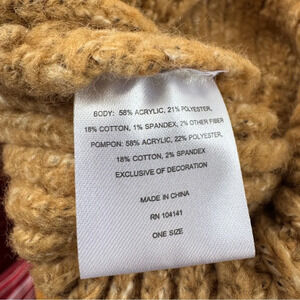 BODY: 58% ACRYLIC, 21% POLYESTER,
18% COTTON, 1% SPANDEX, 2% OTHER FIBER
POMPON: 58% ACRYLIC, 22% POLYESTER,
18% COTTON, 2% SPANDEX
EXCLUSIVE OF DECORATION
MADE IN CHINA
RN 104141
ONE SIZE